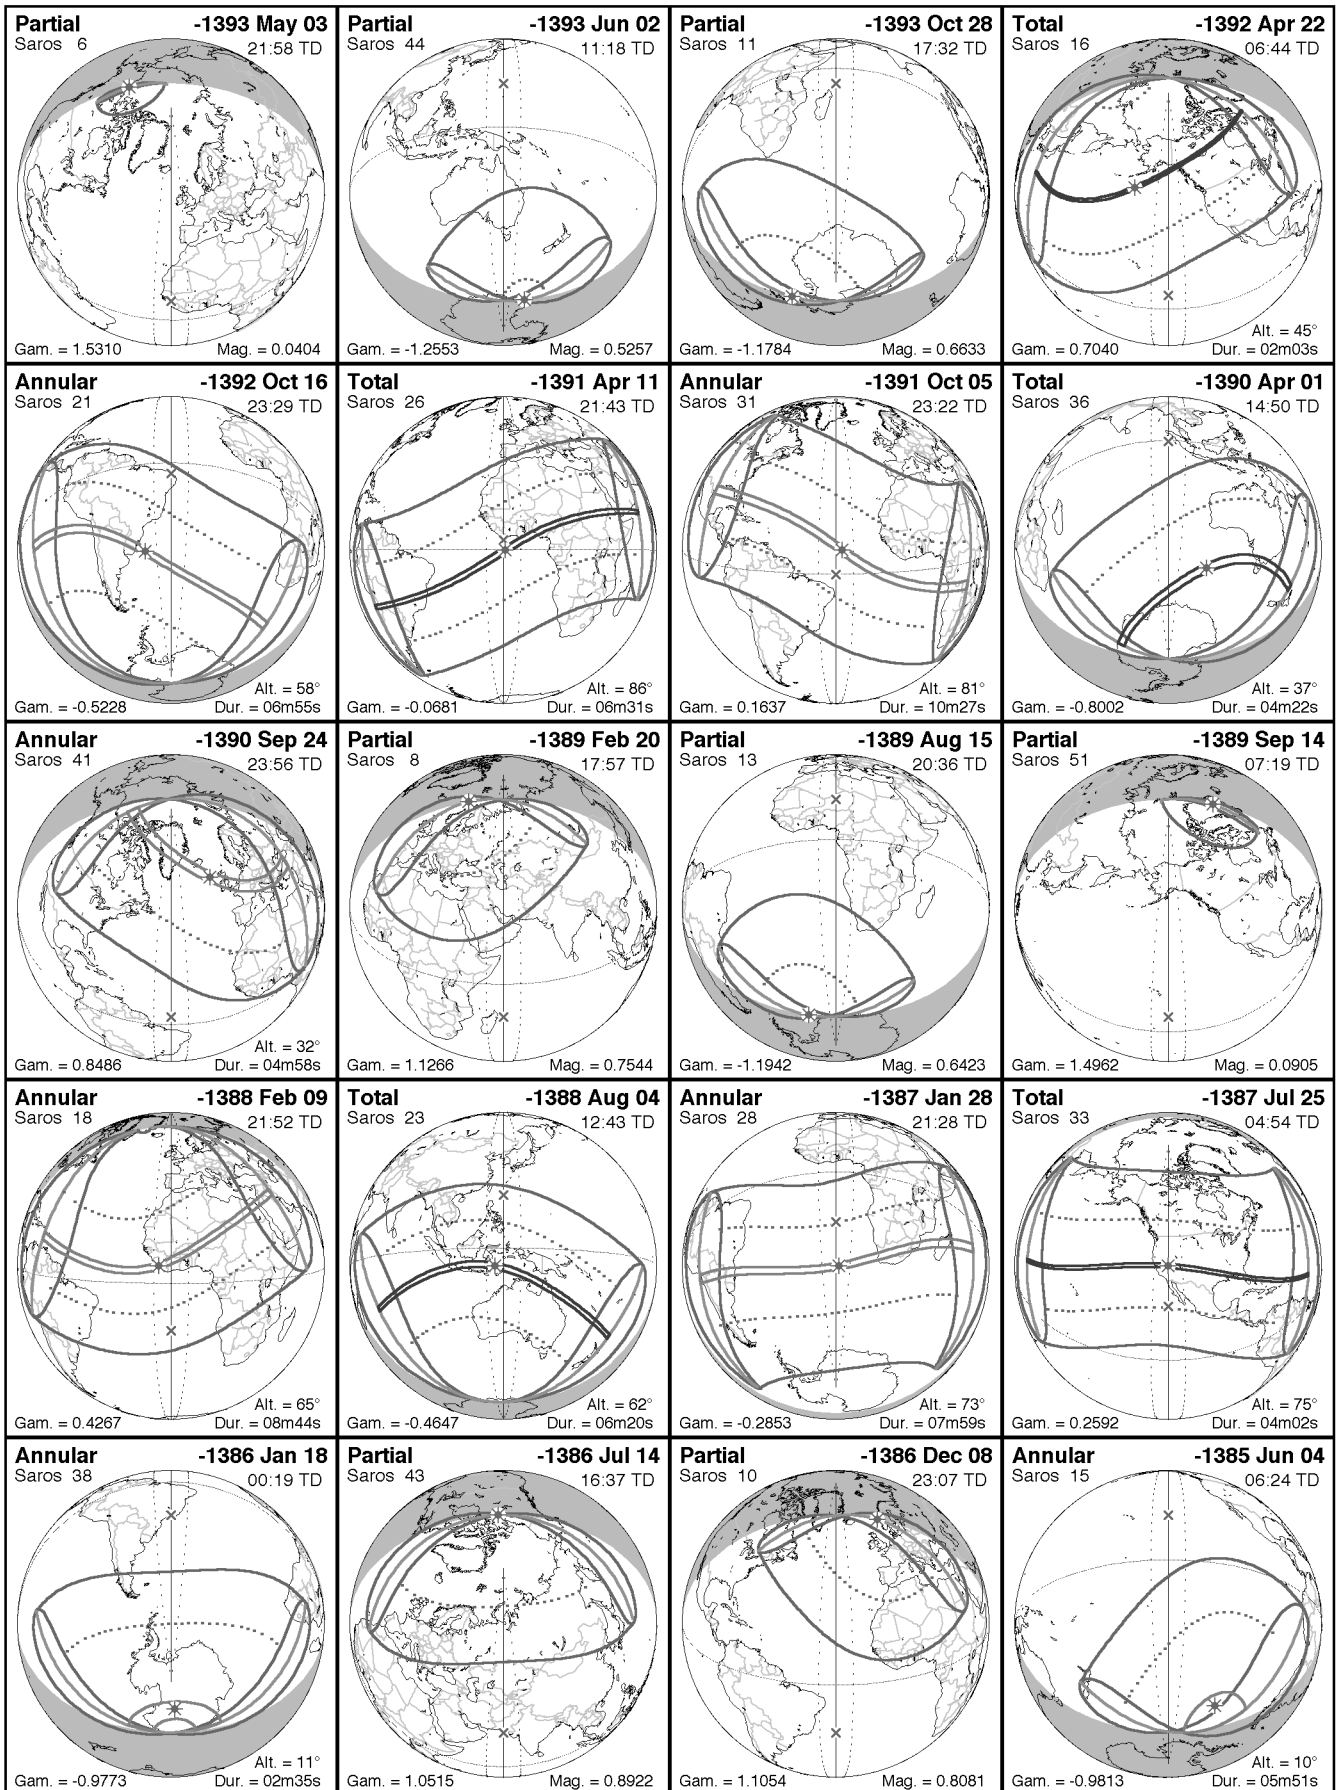 Partial -1393 May 03
Saros 6 21:58 TD
Gam. = 1.5310 Mag. = 0.0404
Partial -1393 Jun 02
Saros 44 11:18 TD
Gam. = -1.2553 Mag. = 0.5257
Partial -1393 Oct 28
Saros 11 17:32 TD
Gam. = -1.1784 Mag. = 0.6633
Total -1392 Apr 22
Saros 16 06:44 TD
Alt. = 45°
Gam. = 0.7040 Dur. = 02m03s
Annular -1392 Oct 16
Saros 21 23:29 TD
Alt. = 58°
Gam. = -0.5228 Dur. = 06m55s
Total -1391 Apr 11
Saros 26 21:43 TD
Alt. = 86°
Gam. = -0.0681 Dur. = 06m31s
Annular -1391 Oct 05
Saros 31 23:22 TD
Alt. = 81°
Gam. = 0.1637 Dur. = 10m27s
Total -1390 Apr 01
Saros 36 14:50 TD
Alt. = 37°
Gam. = -0.8002 Dur. = 04m22s
Annular -1390 Sep 24
Saros 41 23:56 TD
Alt. = 32°
Gam. = 0.8486 Dur. = 04m58s
Partial -1389 Feb 20
Saros 8 17:57 TD
Gam. = 1.1266 Mag. = 0.7544
Partial -1389 Aug 15
Saros 13 20:36 TD
Gam. = -1.1942 Mag. = 0.6423
Partial -1389 Sep 14
Saros 51 07:19 TD
Gam. = 1.4962 Mag. = 0.0905
Annular -1388 Feb 09
Saros 18 21:52 TD
Alt. = 65°
Gam. = 0.4267 Dur. = 08m44s
Total -1388 Aug 04
Saros 23 12:43 TD
Alt. = 62°
Gam. = -0.4647 Dur. = 06m20s
Annular -1387 Jan 28
Saros 28 21:28 TD
Alt. = 73°
Gam. = -0.2853 Dur. = 07m59s
Total -1387 Jul 25
Saros 33 04:54 TD
Alt. = 75°
Gam. = 0.2592 Dur. = 04m02s
Annular -1386 Jan 18
Saros 38 00:19 TD
Alt. = 11°
Gam. = -0.9773 Dur. = 02m35s
Partial -1386 Jul 14
Saros 43 16:37 TD
Gam. = 1.0515 Mag. = 0.8922
Partial -1386 Dec 08
Saros 10 23:07 TD
Gam. = 1.1054 Mag. = 0.8081
Annular -1385 Jun 04
Saros 15 06:24 TD
Alt. = 10°
Gam. = -0.9813 Dur. = 05m51s